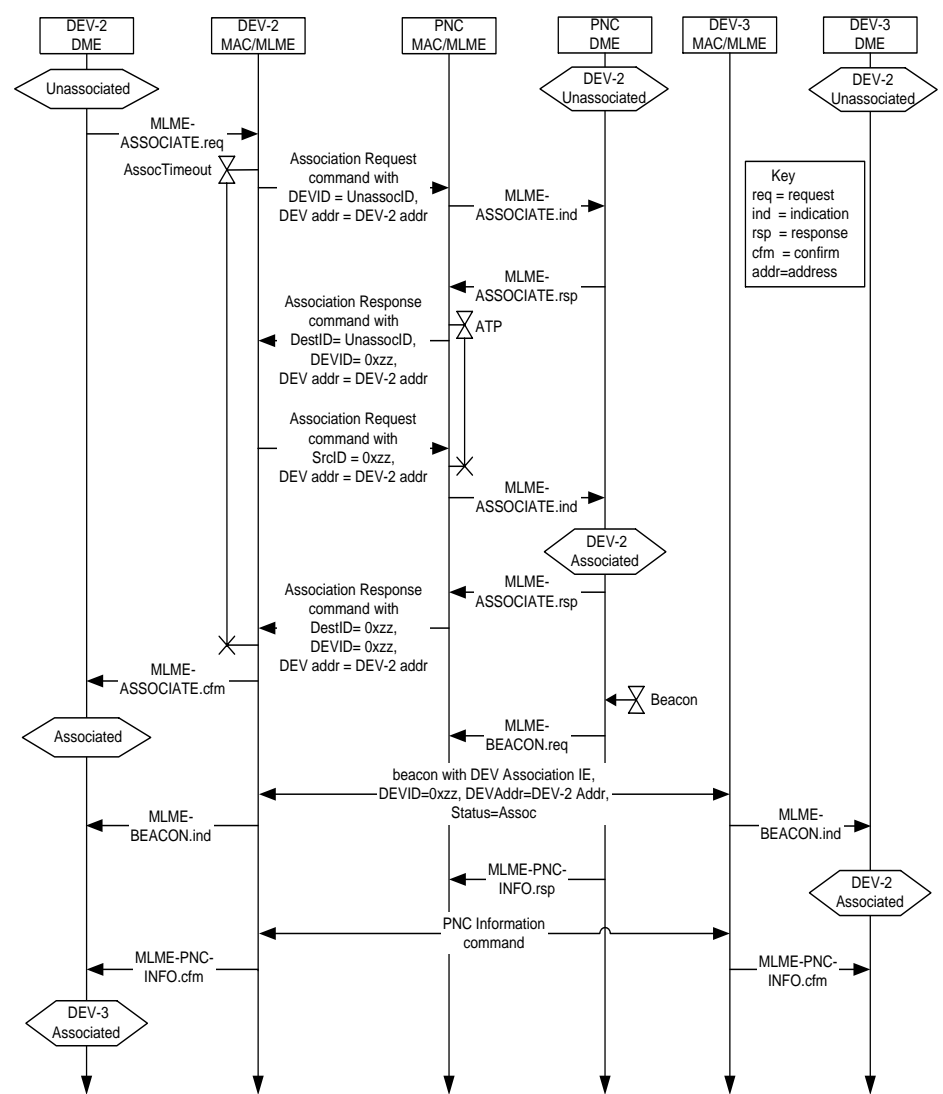 DEV-2
DME
DEV-2
MAC/MLME
PNC
MAC/MLME
PNC
DME
DEV-3
MAC/MLME
DEV-3
DME
Unassociated
DEV-2
Unassociated
DEV-2
Unassociated
MLME-
ASSOCIATE.req
AssocTimeout
Association Request
command with
DEVID = UnassocID,
DEV addr = DEV-2 addr
MLME-
ASSOCIATE.ind
Key
req = request
ind = indication
rsp = response
cfm = confirm
addr=address
MLME-
ASSOCIATE.rsp
Association Response
command with
DestID= UnassocID,
DEVID= 0xzz,
DEV addr = DEV-2 addr
ATP
Association Request
command with
SrcID = 0xzz,
DEV addr = DEV-2 addr
MLME-
ASSOCIATE.ind
DEV-2
Associated
MLME-
ASSOCIATE.rsp
Association Response
command with
DestID= 0xzz,
DEVID= 0xzz,
DEV addr = DEV-2 addr
MLME-
ASSOCIATE.cfm
Beacon
Associated
MLME-
BEACON.req
beacon with DEV Association IE,
DEVID=0xzz, DEVAddr=DEV-2 Addr,
Status=Assoc
MLME-
BEACON.ind
MLME-
BEACON.ind
MLME-PNC-
INFO.rsp
DEV-2
Associated
PNC Information
command
MLME-PNC-
INFO.cfm
MLME-PNC-
INFO.cfm
DEV-3
Associated